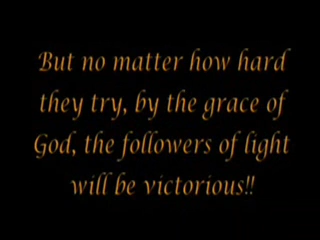 But no matter how hard
they try, by the grace of
God, the followers of light
will be victorious!!